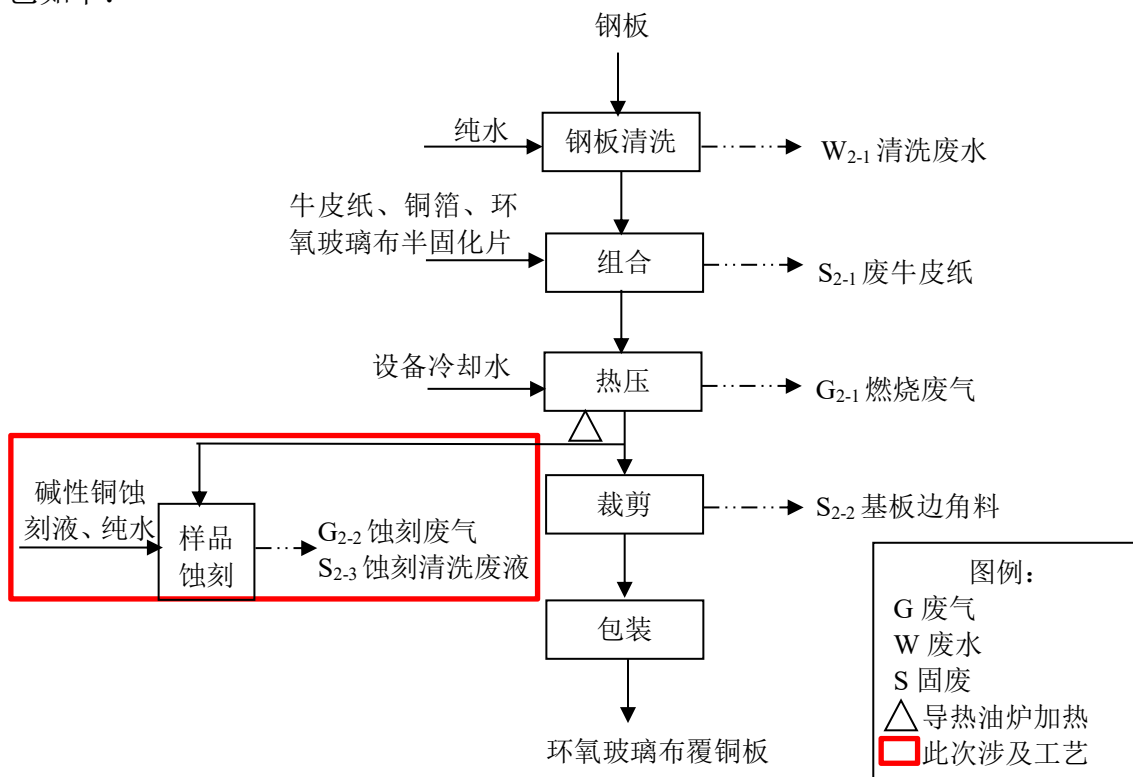 钢板
纯水
钢板清洗
W2-1 清洗废水
牛皮纸、铜箔、环
氧玻璃布半固化片
组合
S2-1 废牛皮纸
设备冷却水
热压
G2-1 燃烧废气
碱性铜蚀
刻液、纯水
样品
蚀刻
G2-2 蚀刻废气
S2-3 蚀刻清洗废液
裁剪
S2-2 基板边角料
包装
环氧玻璃布覆铜板
图例：
G 废气
W 废水
S 固废
导热油炉加热
此次涉及工艺